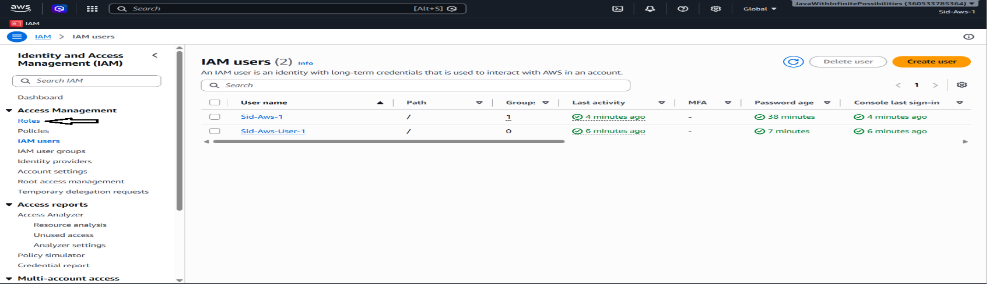 aws
Search [Alt+S] Global JavaWithInfinitePossibilities (360533785364)
Sid-Aws-1
IAM
IAM > IAM users
Identity and Access Management (IAM) <
Search IAM
Dashboard
Access Management
Roles
Policies
IAM users
IAM user groups
Identity providers
Account settings
Root access management
Temporary delegation requests
Access reports
Access Analyzer
Resource analysis
Unused access
Analyzer settings
Policy simulator
Credential report
Multi-account access
IAM users (2) Info
Delete user Create user
An IAM user is an identity with long-term credentials that is used to interact with AWS in an account.
Search
< 1 >
User name | Path | Group: | Last activity | MFA | Password age | Console last sign-in
Sid-Aws-1 / 1 4 minutes ago - 38 minutes 4 minutes ago
Sid-Aws-User-1 / 0 6 minutes ago - 7 minutes 6 minutes ago